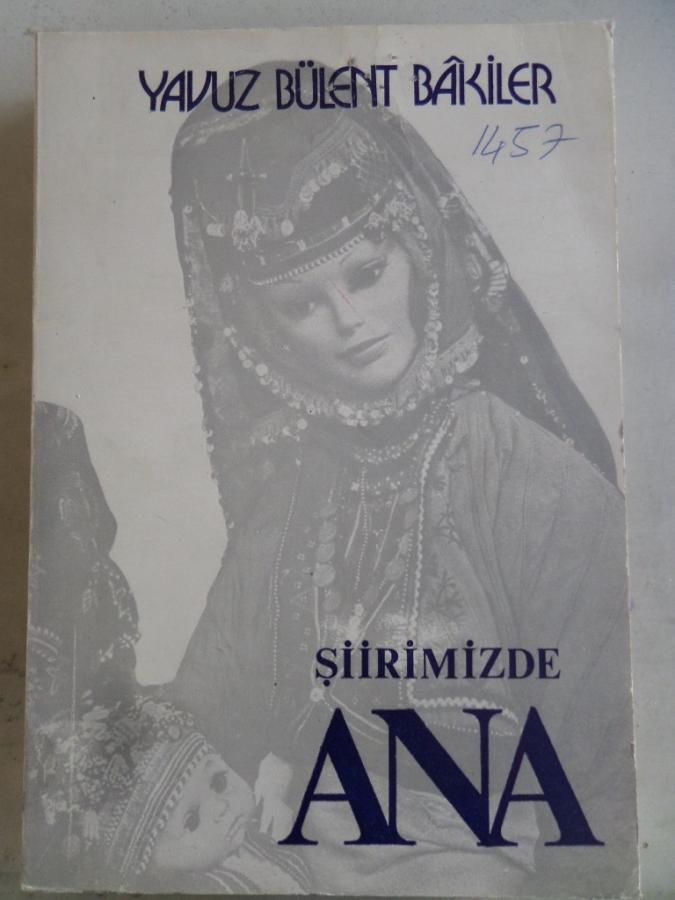 YAVUZ BÜLENT BÂKİLER
1457
ŞİİRİMİZDE
ANA